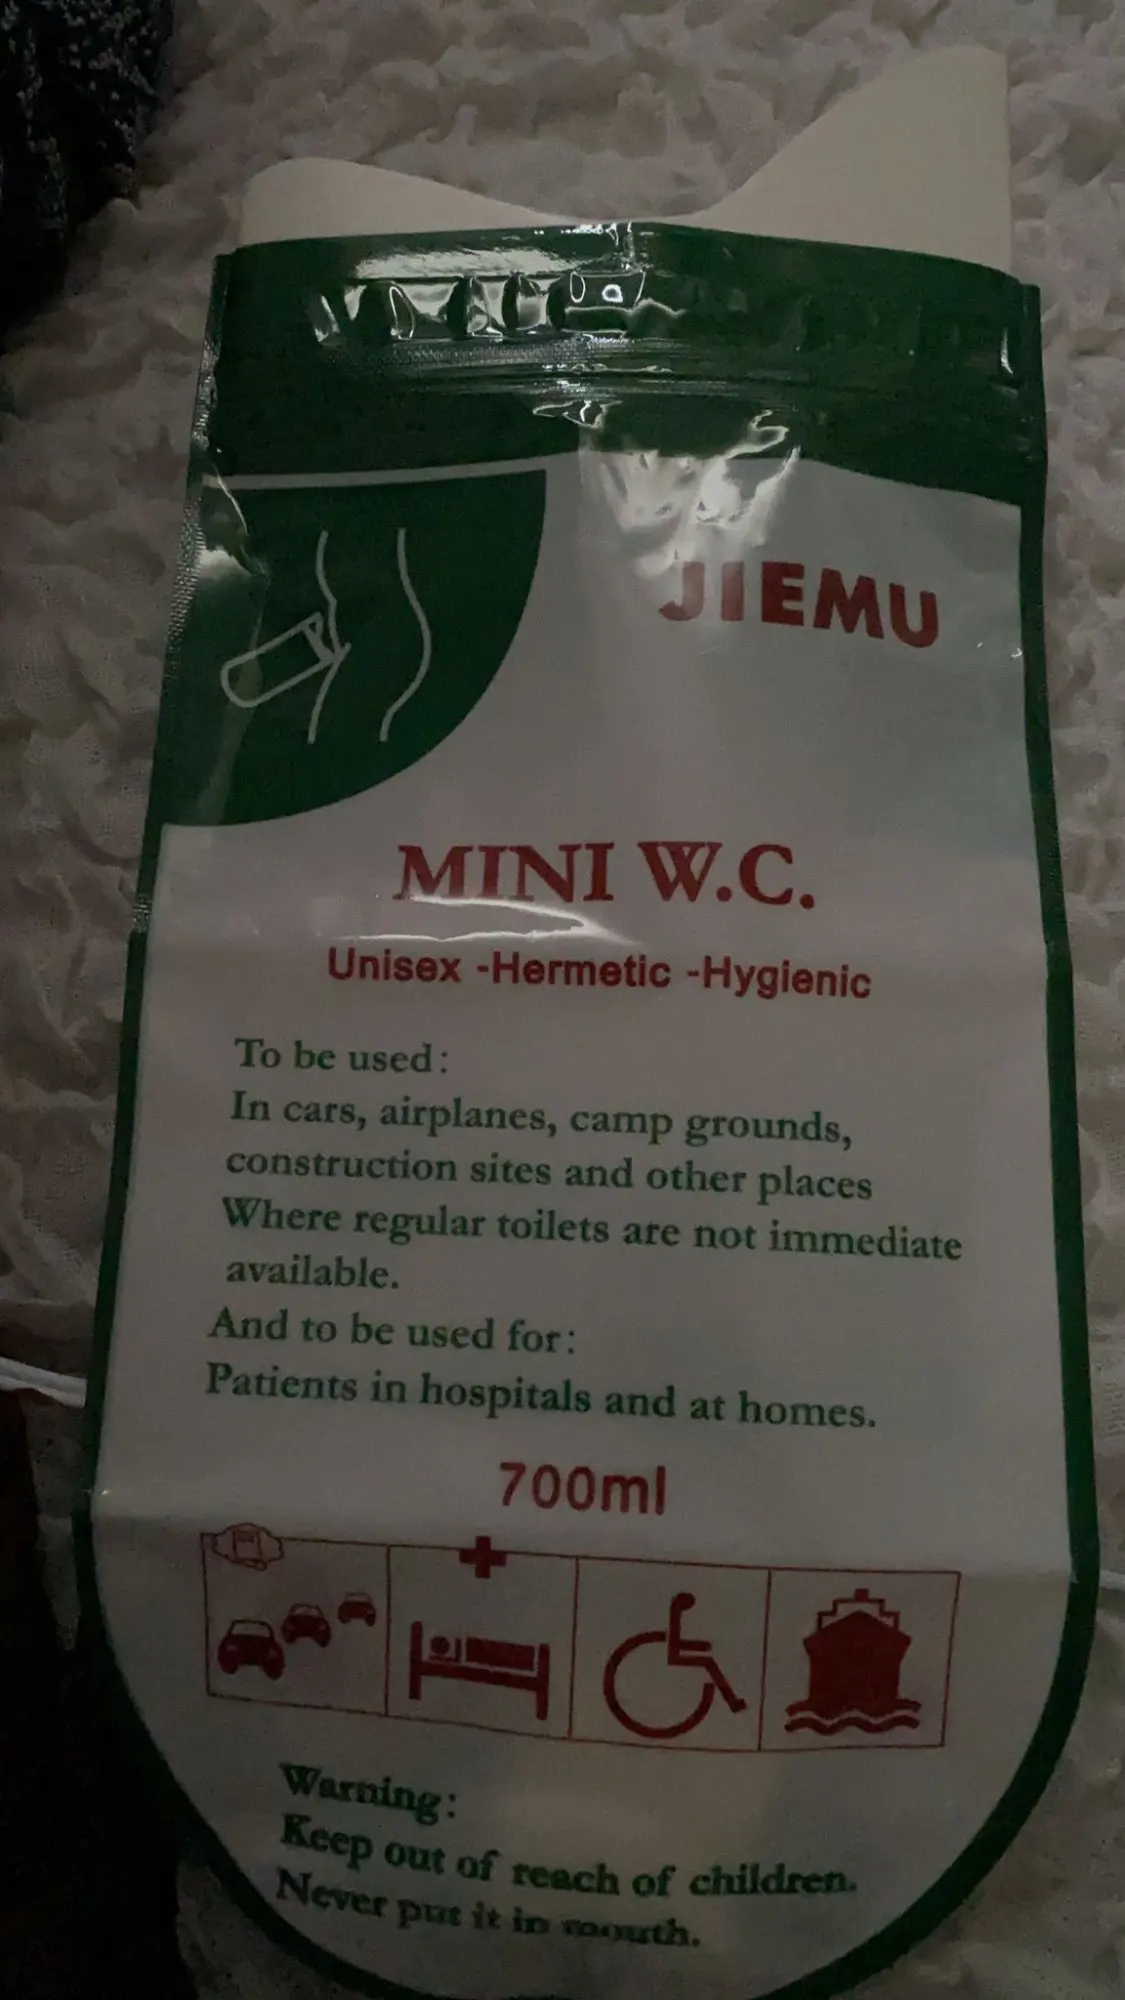 JIEMU
MINI W.C.
Unisex -Hermetic -Hygienic
To be used:
In cars, airplanes, camp grounds,
construction sites and other places
Where regular toilets are not immediate
available.
And to be used for:
Patients in hospitals and at homes.
700ml
Warning:
Keep out of reach of children.
Never put it in mouth.